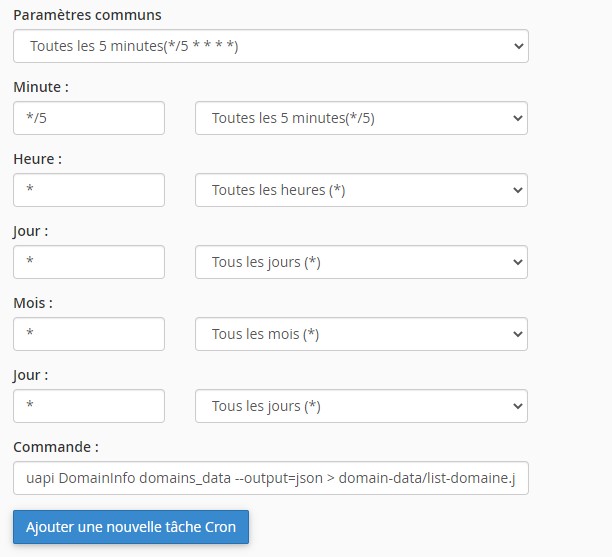 Paramètres communs
Toutes les 5 minutes(*/5 * * * *)
Minute :
*/5 Toutes les 5 minutes(*/5)
Heure :
* Toutes les heures (*)
Jour :
* Tous les jours (*)
Mois :
* Tous les mois (*)
Jour :
* Tous les jours (*)
Commande :
uapi DomainInfo domains_data --output=json > domain-data/list-domaine.j
Ajouter une nouvelle tâche Cron